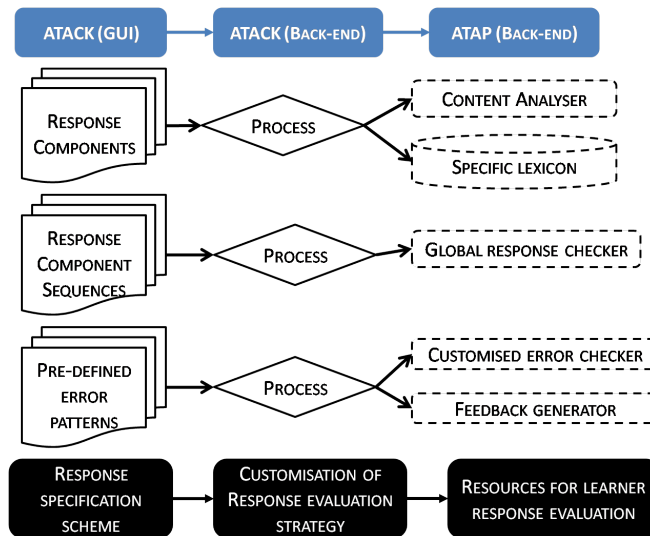 ATACK (GUI)
ATACK (BACK-END)
ATAP (BACK-END)
RESPONSE
COMPONENTS
PROCESS
CONTENT ANALYSER
SPECIFIC LEXICON
RESPONSE
COMPONENT
SEQUENCES
PROCESS
GLOBAL RESPONSE CHECKER
PRE-DEFINED
ERROR
PATTERNS
PROCESS
CUSTOMISED ERROR CHECKER
FEEDBACK GENERATOR
RESPONSE
SPECIFICATION
SCHEME
CUSTOMISATION OF
RESPONSE EVALUATION
STRATEGY
RESOURCES FOR LEARNER
RESPONSE EVALUATION